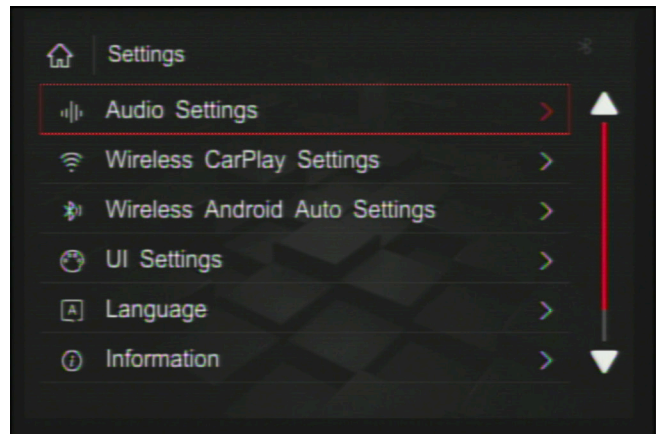 Settings
Audio Settings
Wireless CarPlay Settings
Wireless Android Auto Settings
UI Settings
Language
Information